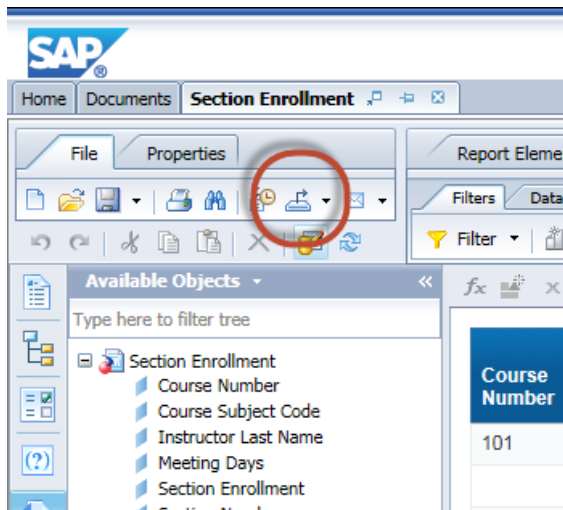 SAP®
Home Documents Section Enrollment
File Properties Report Eleme
Filters Data
Filter
Available Objects
Type here to filter tree
Section Enrollment
Course Number
Course Subject Code
Instructor Last Name
Meeting Days
Section Enrollment
fx
Course
Number
101